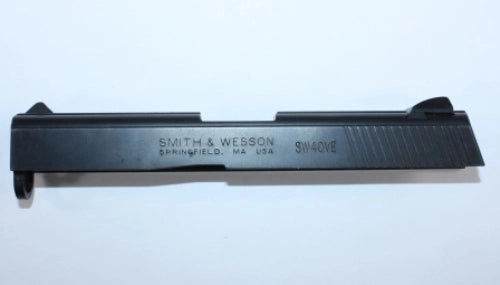 SMITH & WESSON
SPRINGFIELD, MA USA
SW40VE